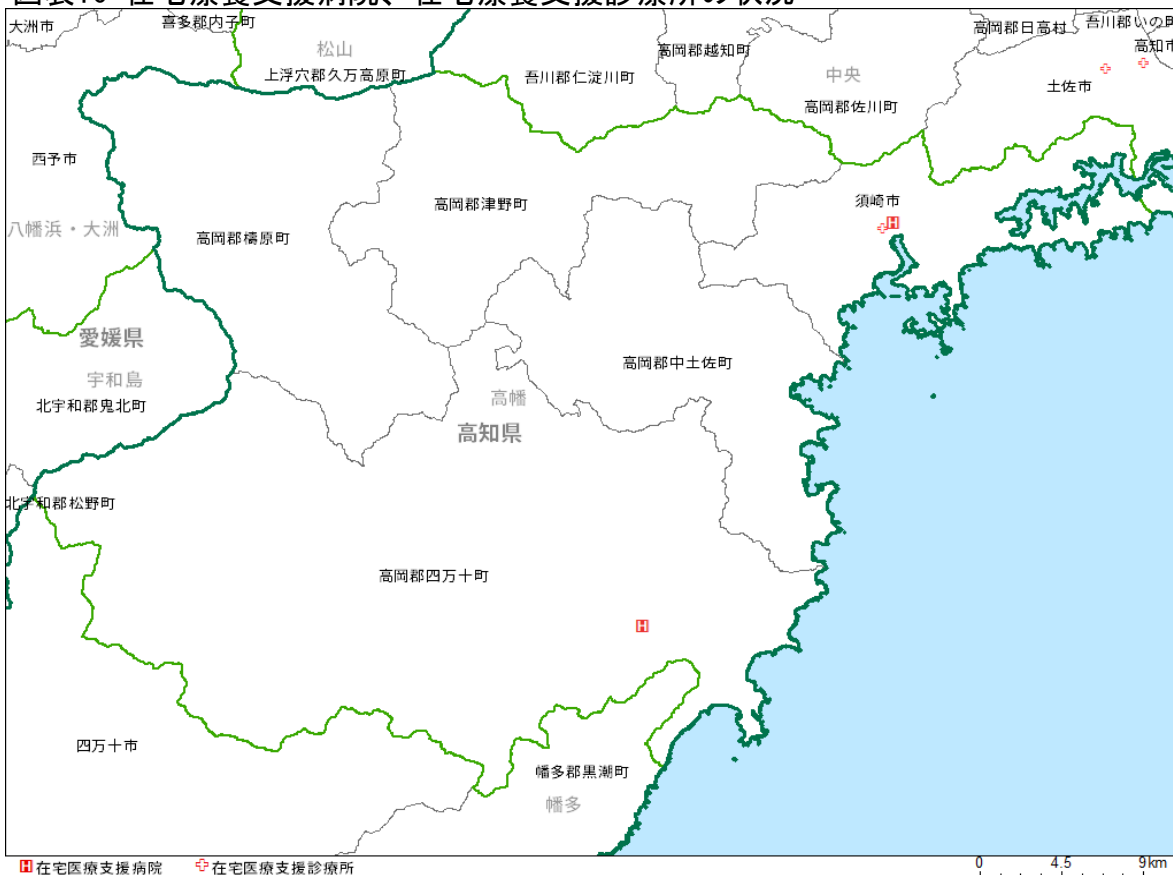 大洲市
喜多郡内子町
松山
上浮穴郡久万高原町
吾川郡仁淀川町
高岡郡越知町
中央
高岡郡佐川町
高岡郡日高村
吾川郡いの町
高知市
土佐市
西予市
八幡浜・大洲
高岡郡檮原町
高岡郡津野町
須崎市
愛媛県
宇和島
北宇和郡鬼北町
高岡郡中土佐町
高幡
高知県
北宇和郡松野町
高岡郡四万十町
四万十市
幡多郡黒潮町
幡多
在宅医療支援病院
在宅医療支援診療所
0 4.5 9km